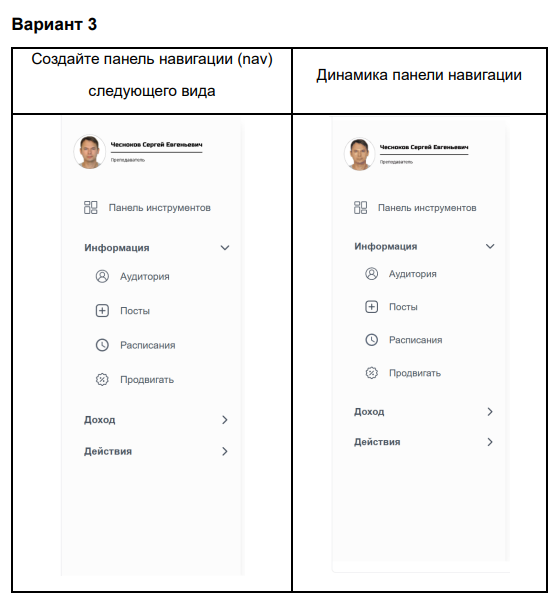 Вариант 3
Создайте панель навигации (nav)
следующего вида
Динамика панели навигации
Чесноков Сергей Евгеньевич
Преподаватель
Панель инструментов
Информация
Аудитория
Посты
Расписания
Продвигать
Доход
Действия
Чесноков Сергей Евгеньевич
Преподаватель
Панель инструментов
Информация
Аудитория
Посты
Расписания
Продвигать
Доход
Действия